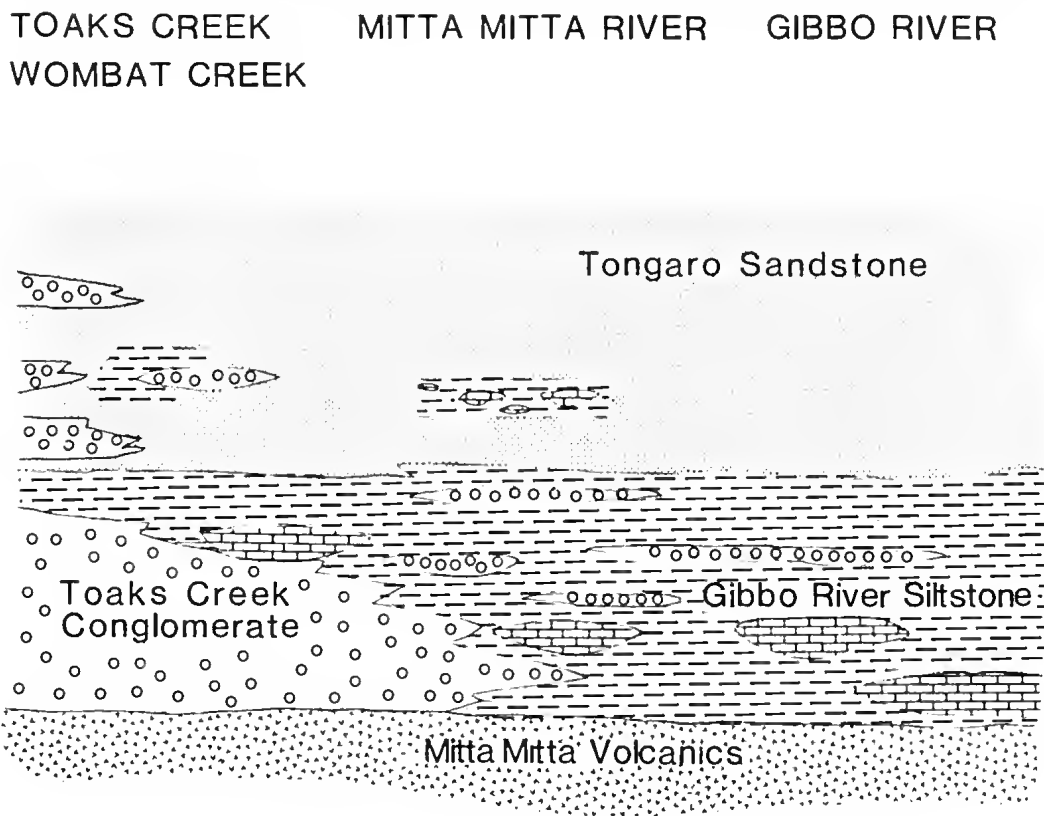 TOAKS CREEK MITTA MITTA RIVER GIBBO RIVER
WOMBAT CREEK
Tongaro Sandstone
Toaks Creek
Conglomerate
Gibbo River Siltstone
Mitta Mitta Volcanics